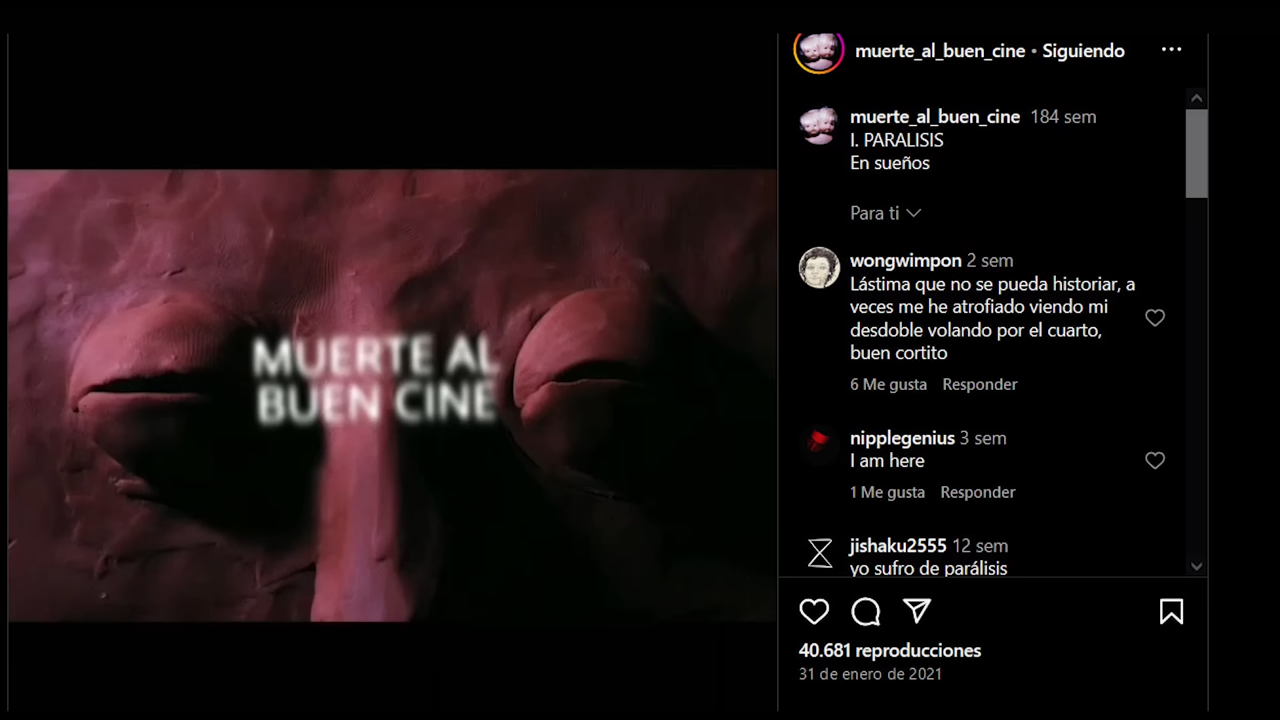 MUERTE AL
BUEN CINE
muerte_al_buen_cine • Siguiendo
muerte_al_buen_cine 184 sem
I. PARALISIS
En sueños
Para ti
wongwimpon 2 sem
Lástima que no se pueda historiar, a
veces me he atrofiado viendo mi
desdoble volando por el cuarto,
buen cortito
6 Me gusta Responder
nipplegenius 3 sem
I am here
1 Me gusta Responder
jishaku2555 12 sem
yo sufro de parálisis
40.681 reproducciones
31 de enero de 2021